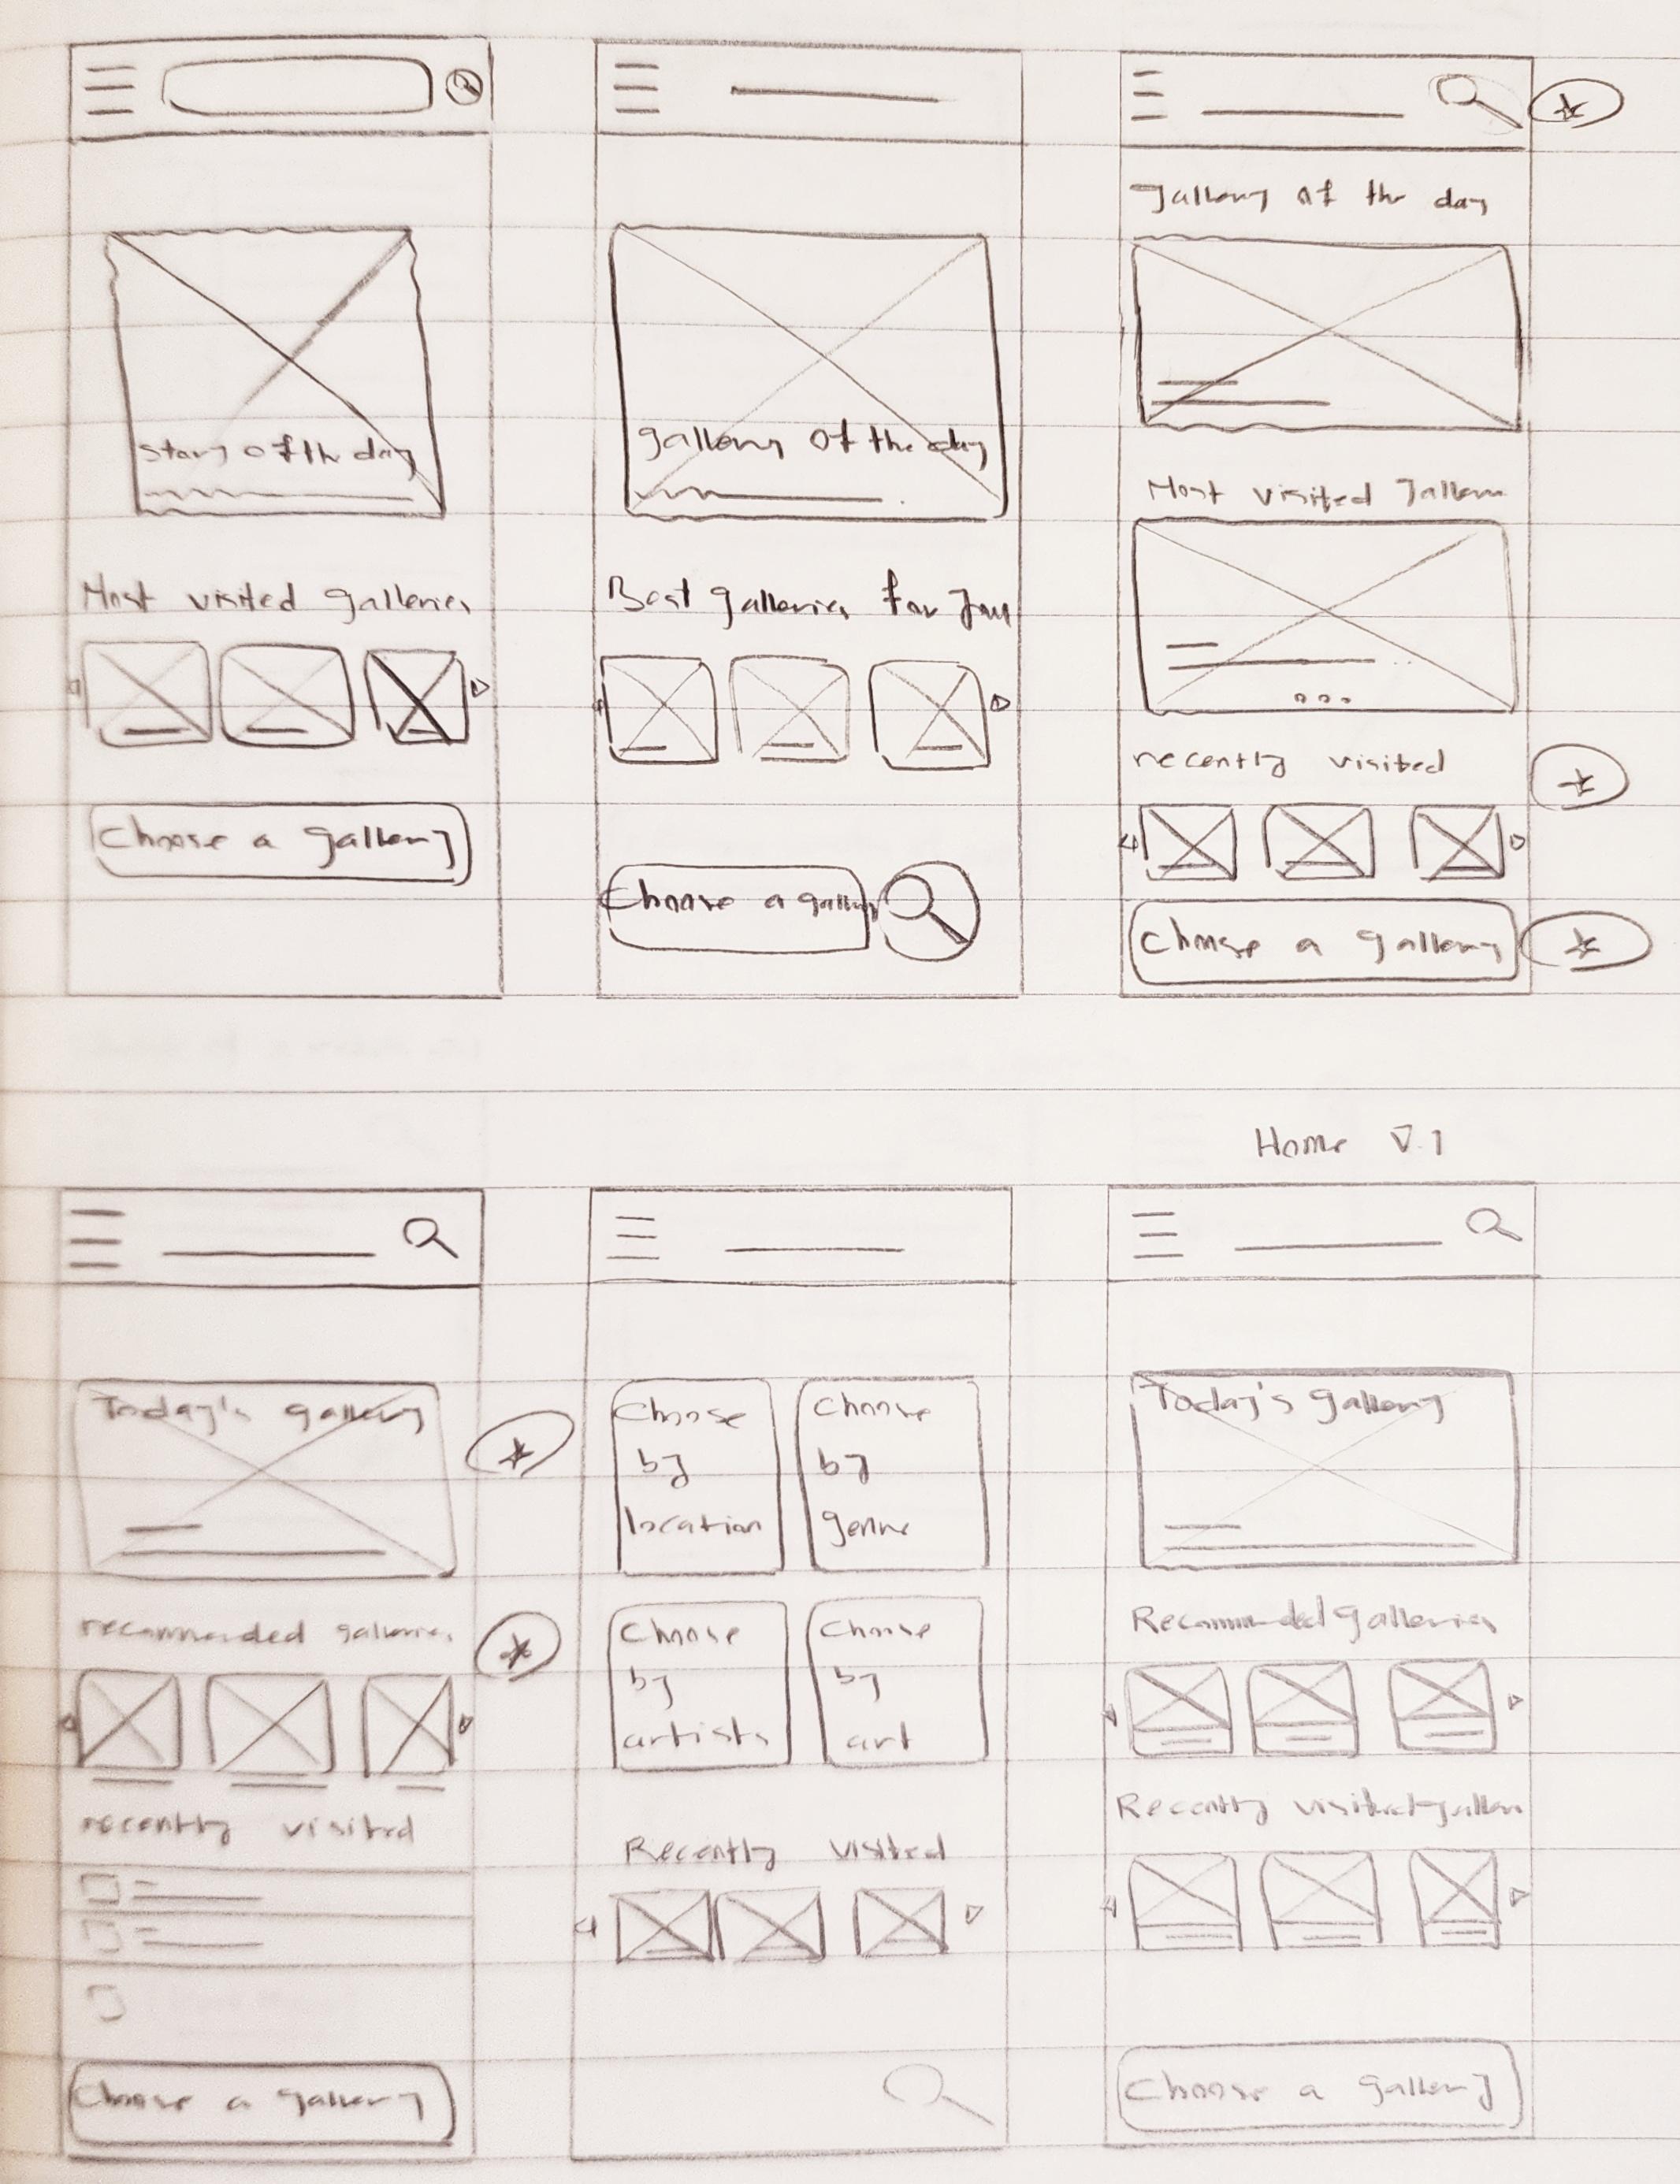 story of the day
Most visited galleries
Choose a gallery
gallery of the day
Best galleries for you
Choose a gallery
gallery of the day
Most visited gallery
recently visited
Choose a gallery
Home V.1
Today's gallery
recommended galleries
recently visited
Choose a gallery
Choose
by
location
Choose
by
genre
Choose
by
artists
Choose
by
art
Recently visited
Today's gallery
Recommended galleries
Recently visited gallery
Choose a gallery